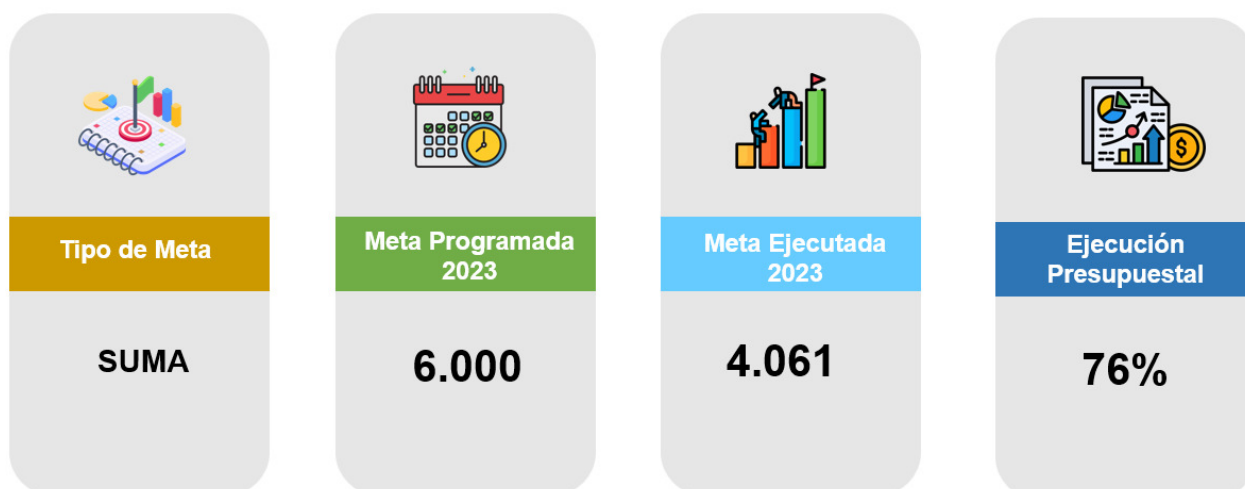 Tipo de Meta
SUMA
Meta Programada
2023
6.000
Meta Ejecutada
2023
4.061
$
Ejecución
Presupuestal
76%